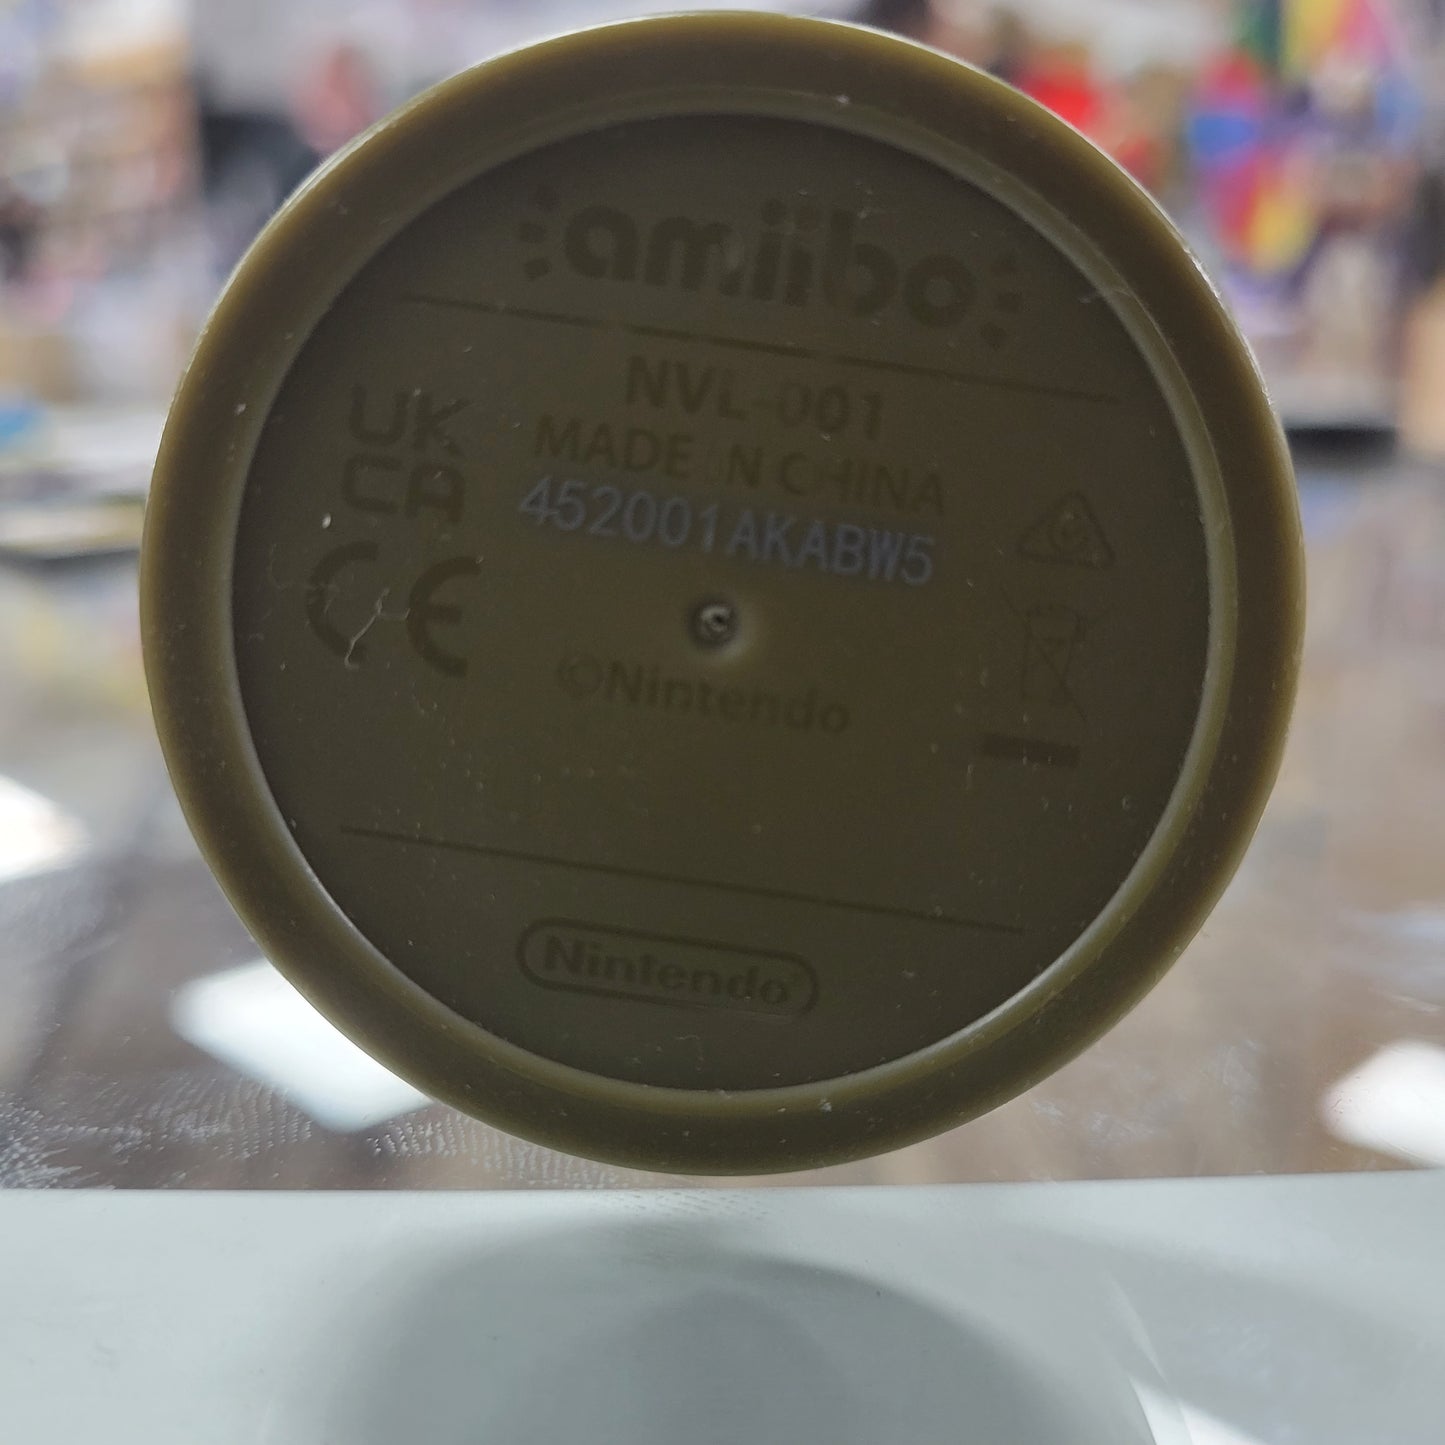 amiibo
NVL-001
MADE IN CHINA
452001AKABW5
UK
CA
CE
©Nintendo
Nintendo